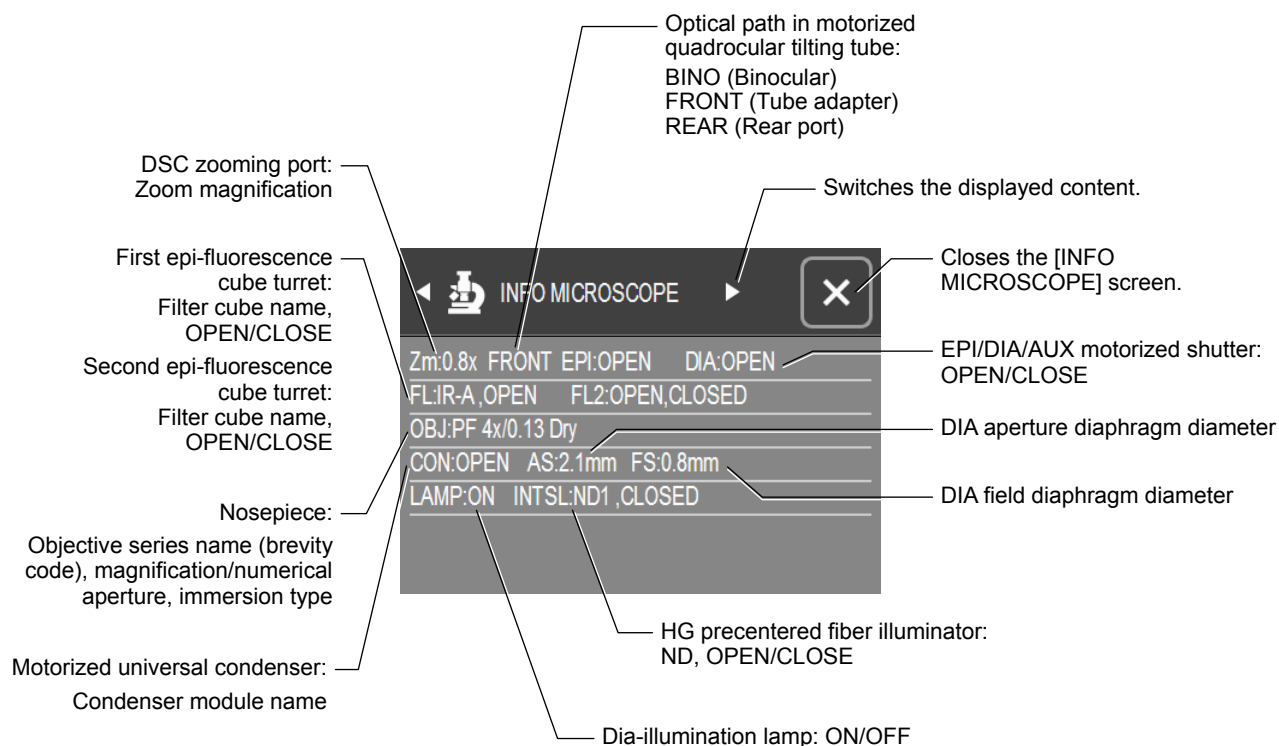 Optical path in motorized
quadrocular tilting tube:
BINO (Binocular)
FRONT (Tube adapter)
REAR (Rear port)
DSC zooming port:
Zoom magnification
Switches the displayed content.
First epi-fluorescence
cube turret:
Filter cube name,
OPEN/CLOSE
Closes the [INFO
MICROSCOPE] screen.
INFO MICROSCOPE
Second epi-fluorescence
cube turret:
Filter cube name,
OPEN/CLOSE
EPI/DIA/AUX motorized shutter:
OPEN/CLOSE
Zm:0.8x FRONT EPI:OPEN DIA:OPEN
FL:IR-A ,OPEN FL2:OPEN,CLOSED
OBJ:PF 4x/0.13 Dry
CON:OPEN AS:2.1mm FS:0.8mm
LAMP:ON INTSL:ND1 ,CLOSED
DIA aperture diaphragm diameter
DIA field diaphragm diameter
Nosepiece:
Objective series name (brevity
code), magnification/numerical
aperture, immersion type
HG precentered fiber illuminator:
ND, OPEN/CLOSE
Motorized universal condenser:
Condenser module name
Dia-illumination lamp: ON/OFF